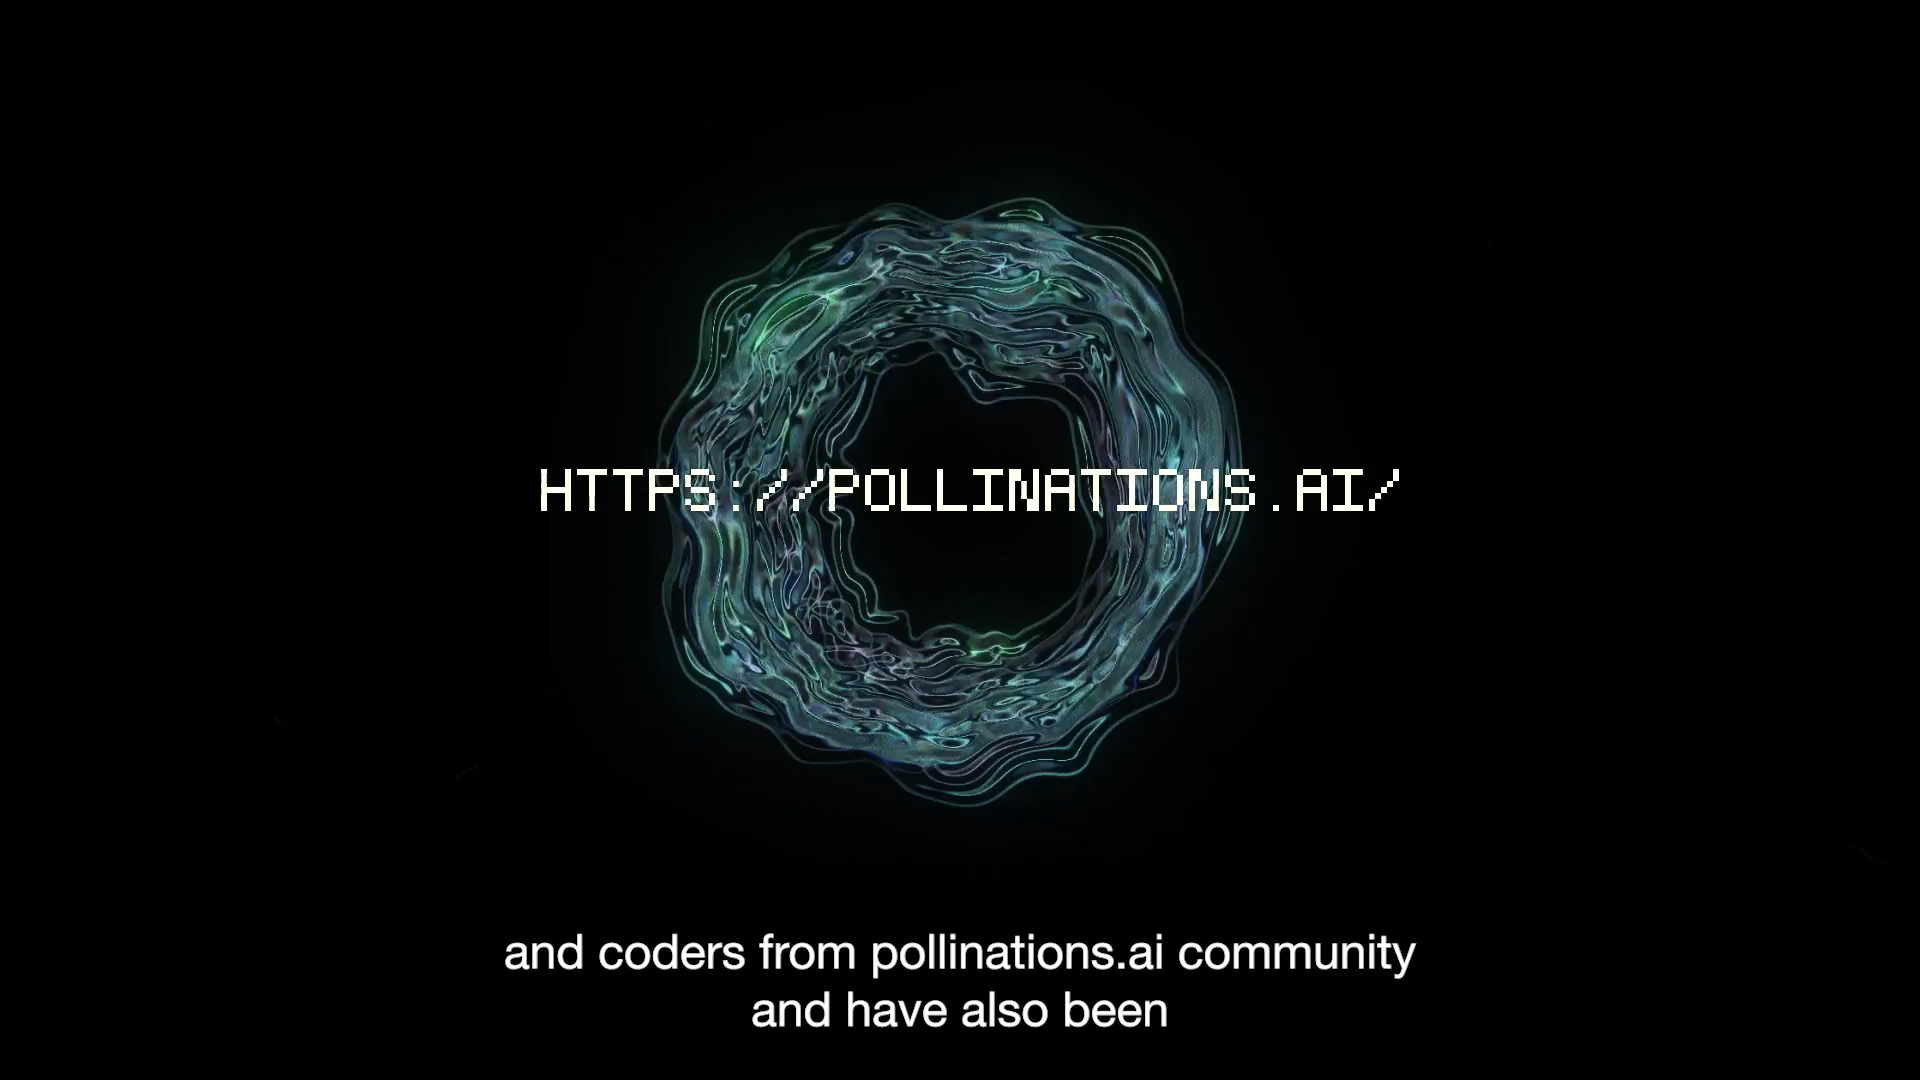 HTTPS://POLLINATIONS.AI/
and coders from pollinations.ai community
and have also been